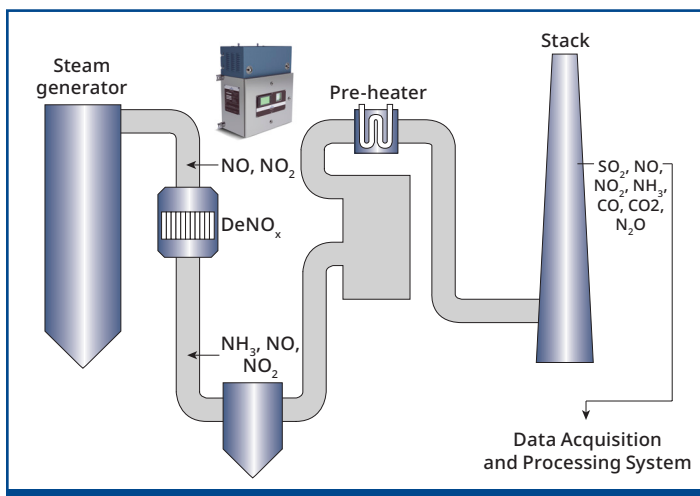 Steam
generator
Pre-heater
Stack
NO, NO₂
SO₂, NO,
NO₂, NH₃,
CO, CO2,
N₂O
DeNOₓ
NH₃, NO,
NO₂
Data Acquisition
and Processing System